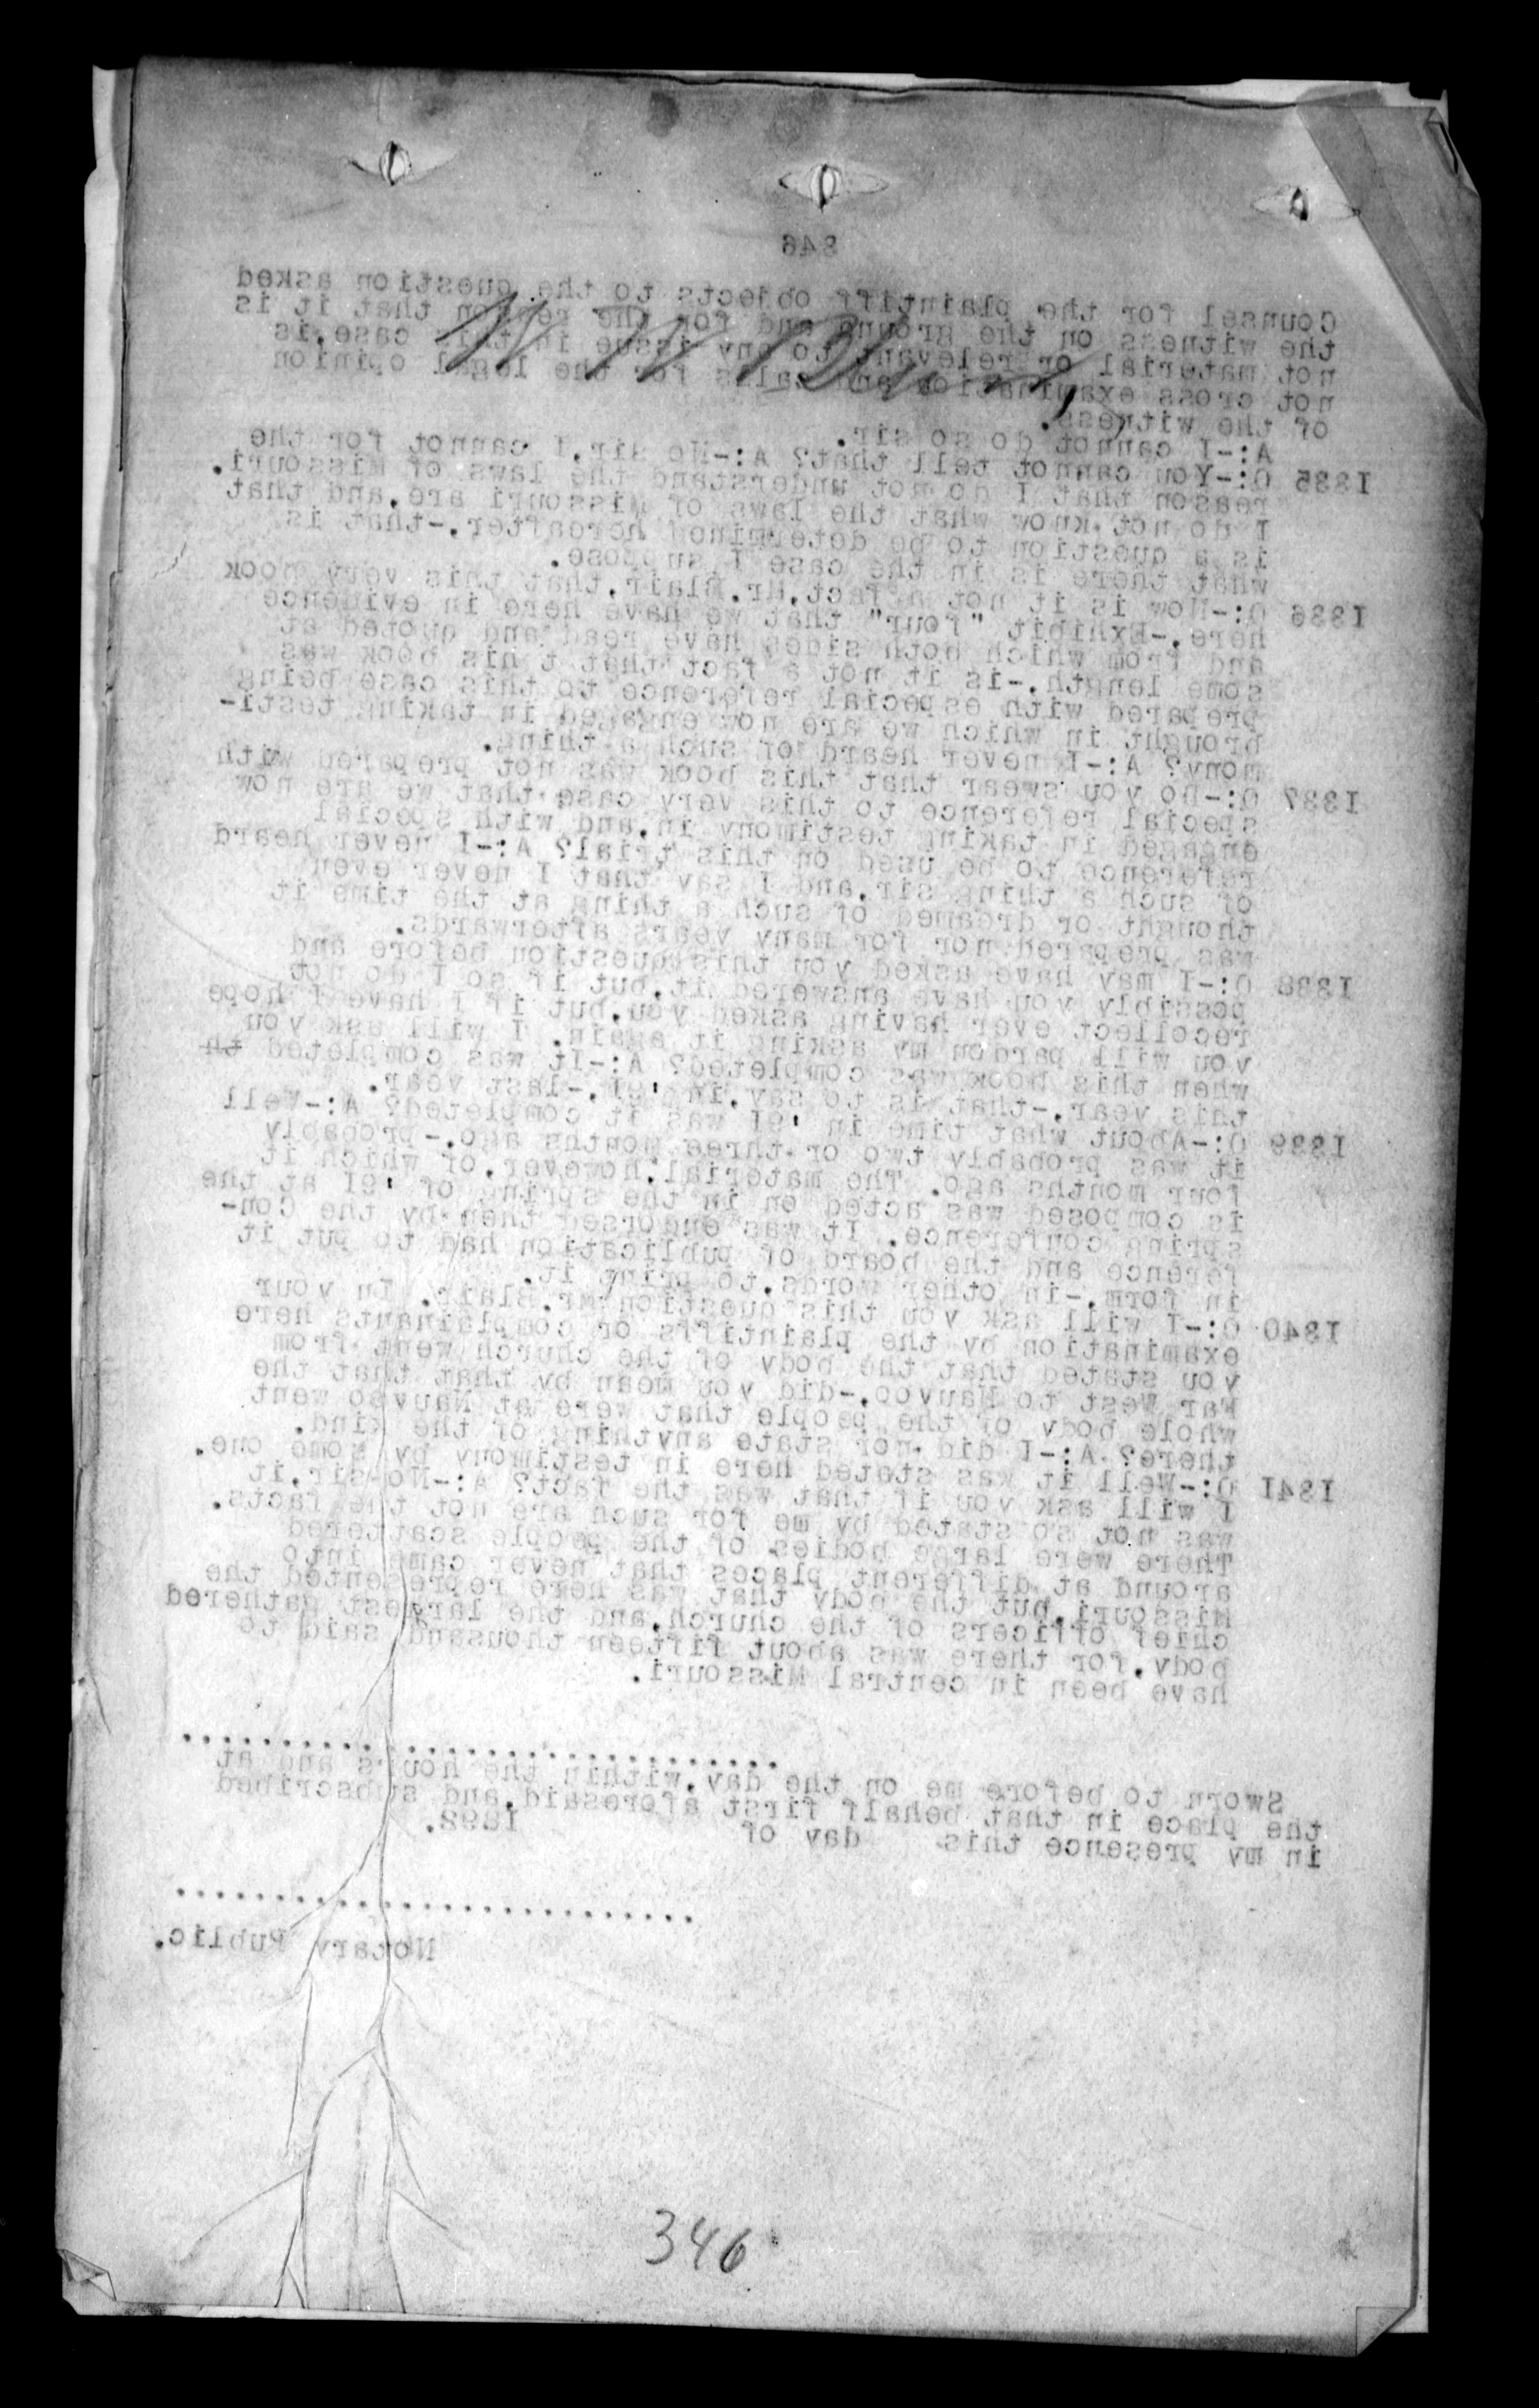 346
Counsel for the plaintiff objects to the question asked
the witness on the ground and for the reason that it is
not material or relevant to any issue in this case, is
not cross examination and calls for the legal opinion
of the witness.
A:-I cannot do so sir.
1335 Q:-You cannot tell that? A:-No sir, I cannot for the
reason that I do not understand the laws of Missouri.
I do not know what the laws of Missouri are, and that
is a question to be determined hereafter,-that is
what there is in the case I suppose.
1336 Q:-Now is it not a fact, Mr. Blair, that this very book
here,-Exhibit "four" that we have here in evidence
and from which both sides have read and quoted at
some length,-is it not a fact that t his book was
prepared with especial reference to this case being
brought in which we are now engaged in taking testi-
mony? A:-I never heard of such a thing.
1337 Q:-Do you swear that this book was not prepared with
special reference to this very case that we are now
engaged in taking testimony in, and with special
reference to be used on this trial? A:-I never heard
of such a thing sir, and I say that I never even
thought or dreamed of such a thing at the time it
was prepared nor for many years afterwards.
1338 Q:-I may have asked you this question before and
possibly you have answered it, but if so I do not
recollect ever having asked you, but if I have I hope
you will pardon my asking it again. I will ask you
when this book was completed? A:-It was completed th
this year,-that is to say, in '91,-last year.
1339 Q:-About what time in '91 was it completed? A:-Well
it was probably two or three months ago,-probably
four months ago. The material, however, of which it
is composed was acted on in the spring of '91 at the
spring conference. It was endorsed then by the Con-
ference and the board of publication had to put it
in form,-in other words, to print it.
1340 Q:-I will ask you this question Mr. Blair. In your
examination by the plaintiffs or complainants here
you stated that the body of the church went from
Far West to Nauvoo,-did you mean by that that the
whole body of the people that were at Nauvoo went
there? A:-I did nor state anything of the kind.
1341 Q:-Well it was stated here in testimony by some one.
I will ask you if that was the fact? A:-No sir, it
was not so stated by me for such are not the facts.
There were large bodies of the people scattered
around at different places that never came into
Missouri, but the body that was here represented the
chief officers of the church, and the largest gathered
body, for there was about fifteen thousand said to
have been in central Missouri.
..............................
Sworn to before me on the day, within the hours and at
the place in that behalf first aforesaid, and subscribed
in my presence this day of 1892.
..........................
Notary Public.
W W Blair,
346